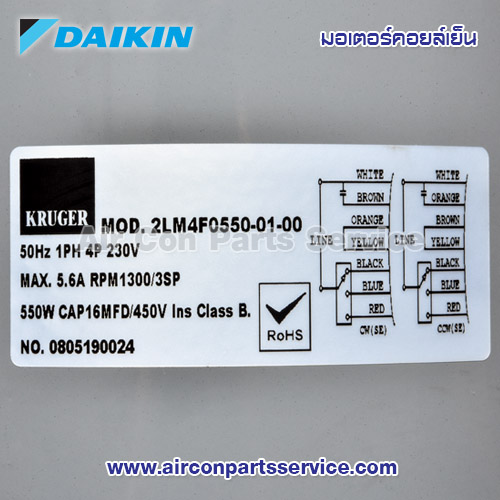 DAIKIN
มอเตอร์คอยล์เย็น
KRUGER
MOD. 2LM4F0550-01-00
50Hz 1PH 4P 230V
MAX. 5.6A RPM1300/3SP
550W CAP16MFD/450V Ins Class B.
NO. 0805190024
RoHS
WHITE
BROWN
ORANGE
LINE
YELLOW
BLACK
BLUE
RED
CW(SE)
WHITE
BROWN
ORANGE
LINE
YELLOW
BLACK
BLUE
RED
CCW(SE)
Air Con Parts Service
www.airconpartsservice.com